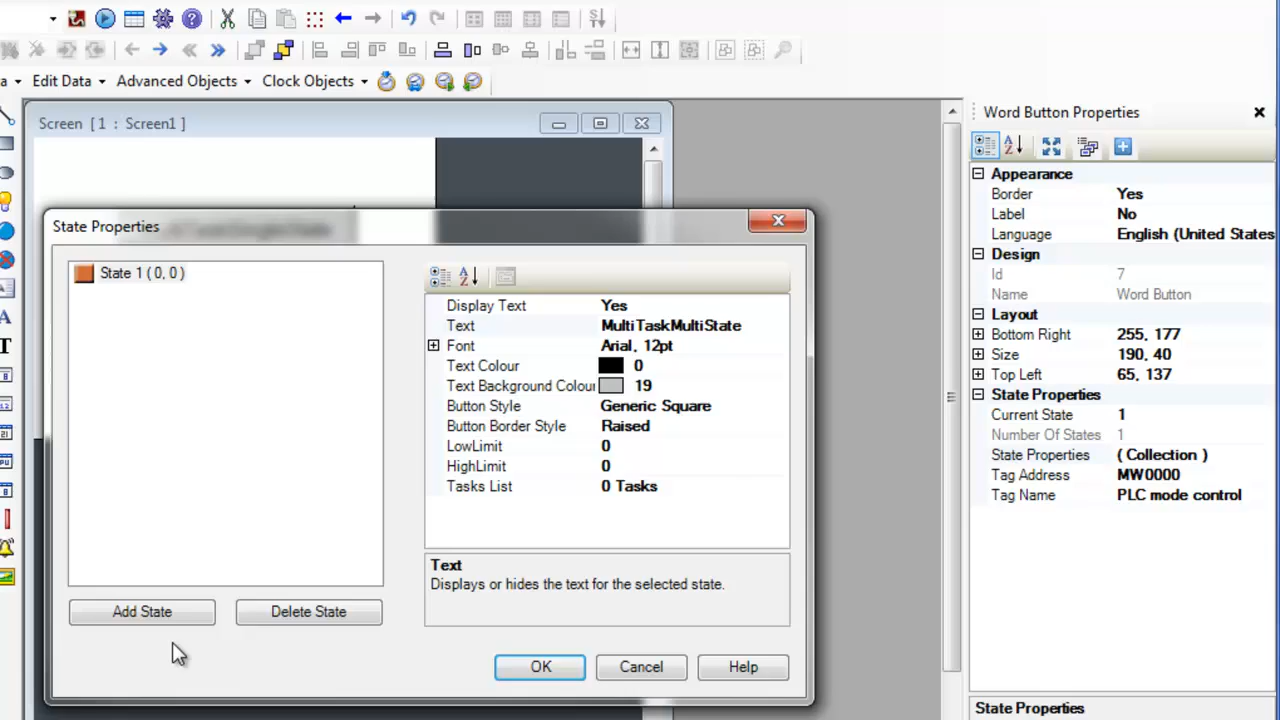 a
Edit Data
Advanced Objects
Clock Objects
Screen [ 1 : Screen1 ]
State Properties
State 1 ( 0, 0 )
Add State
Delete State
Display Text Yes
Text MultiTaskMultiState
Font Arial, 12pt
Text Colour 0
Text Background Colour 19
Button Style Generic Square
Button Border Style Raised
LowLimit 0
HighLimit 0
Tasks List 0 Tasks
Text
Displays or hides the text for the selected state.
OK
Cancel
Help
Word Button Properties
Appearance
Border Yes
Label No
Language English (United States
Design
Id 7
Name Word Button
Layout
Bottom Right 255, 177
Size 190, 40
Top Left 65, 137
State Properties
Current State 1
Number Of States 1
State Properties ( Collection )
Tag Address MW0000
Tag Name PLC mode control
State Properties